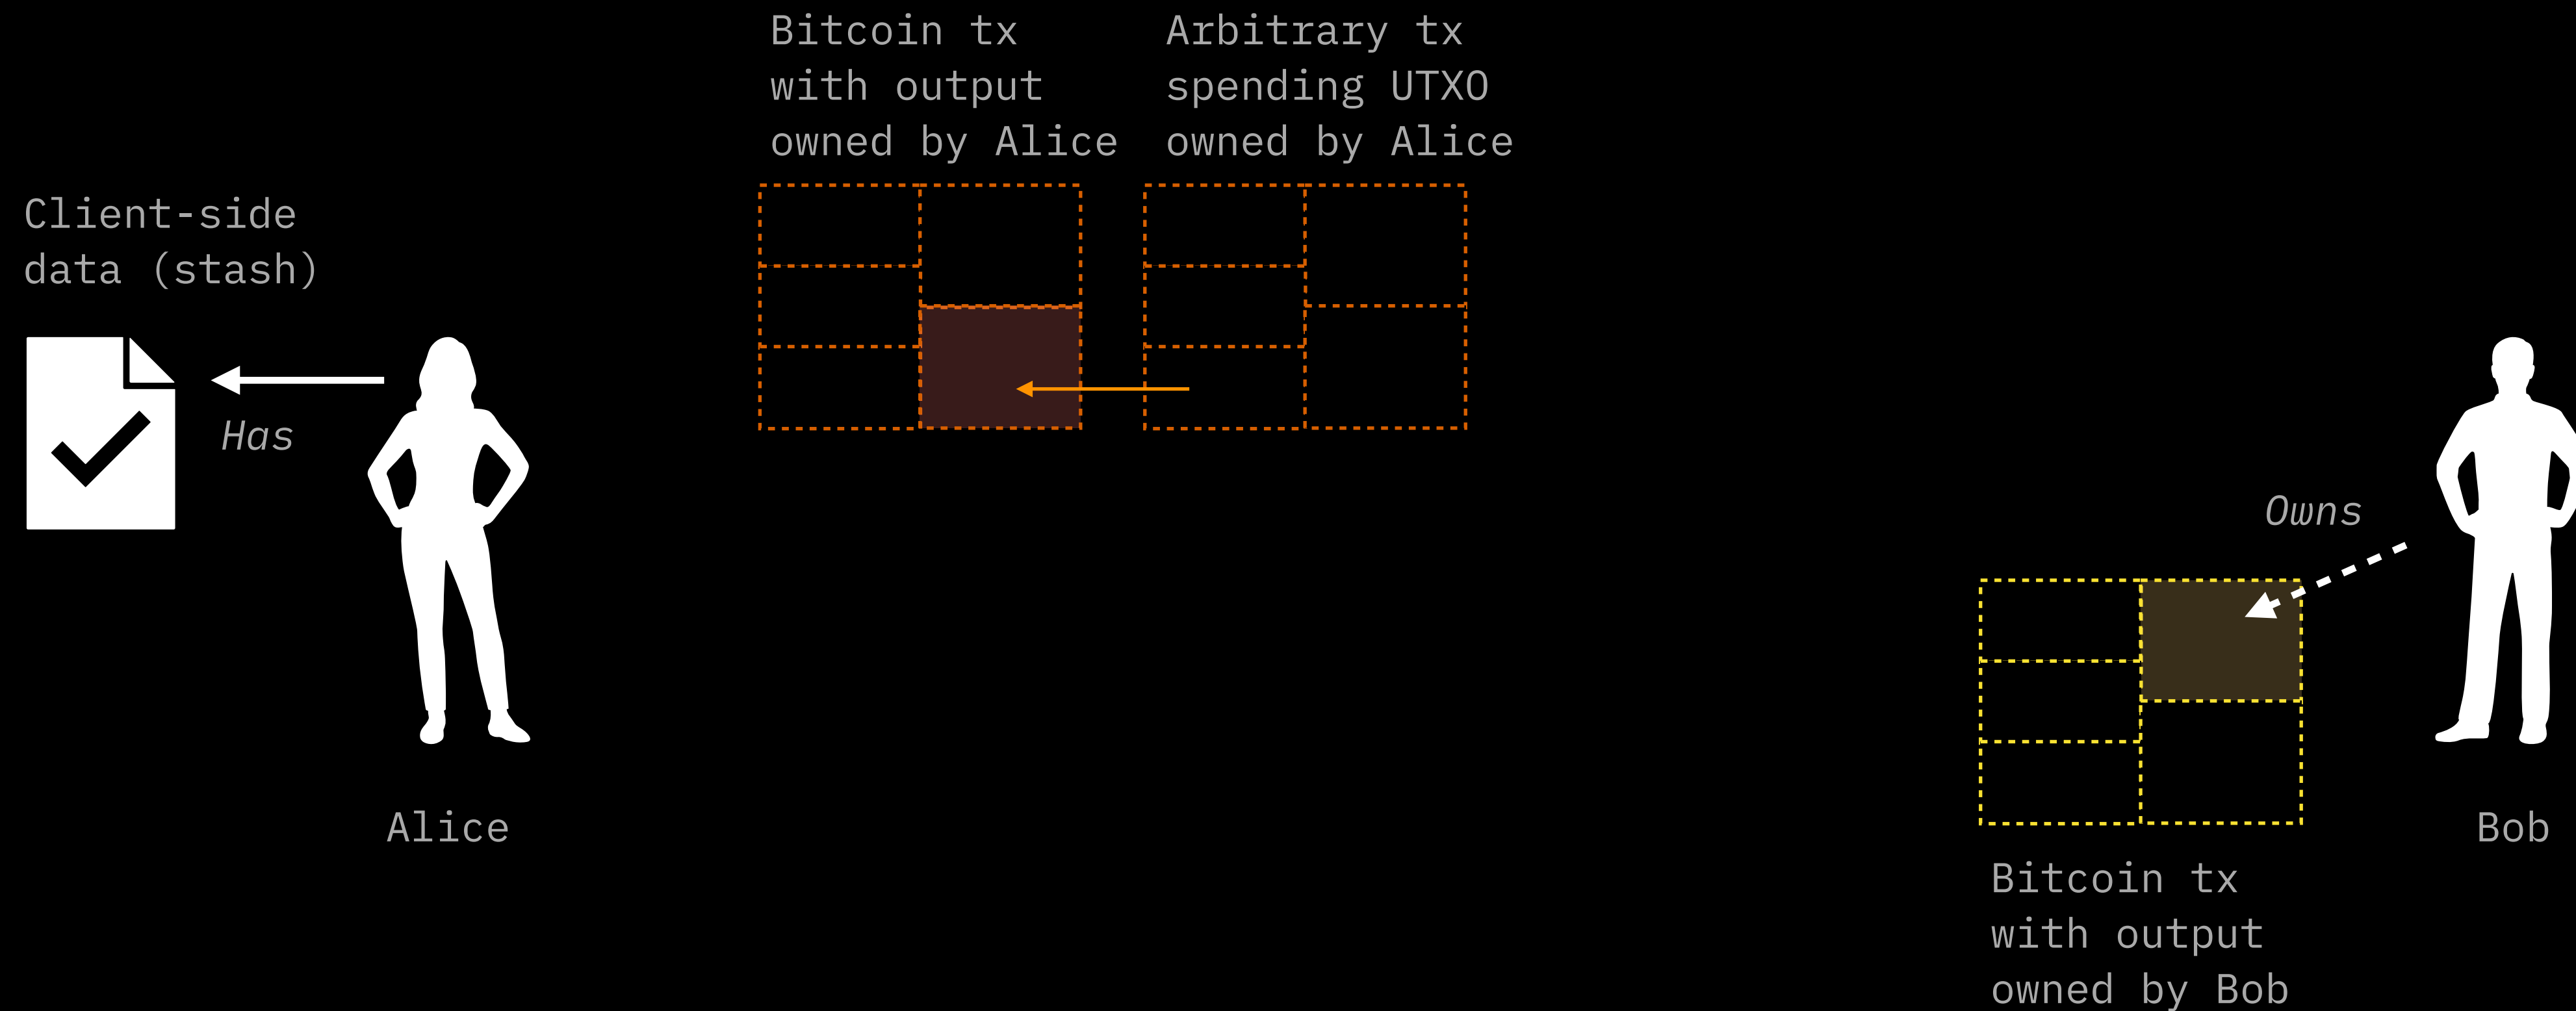 Bitcoin tx
with output
owned by Alice
Arbitrary tx
spending UTXO
owned by Alice
Client-side
data (stash)
Has
Owns
Alice
Bob
Bitcoin tx
with output
owned by Bob